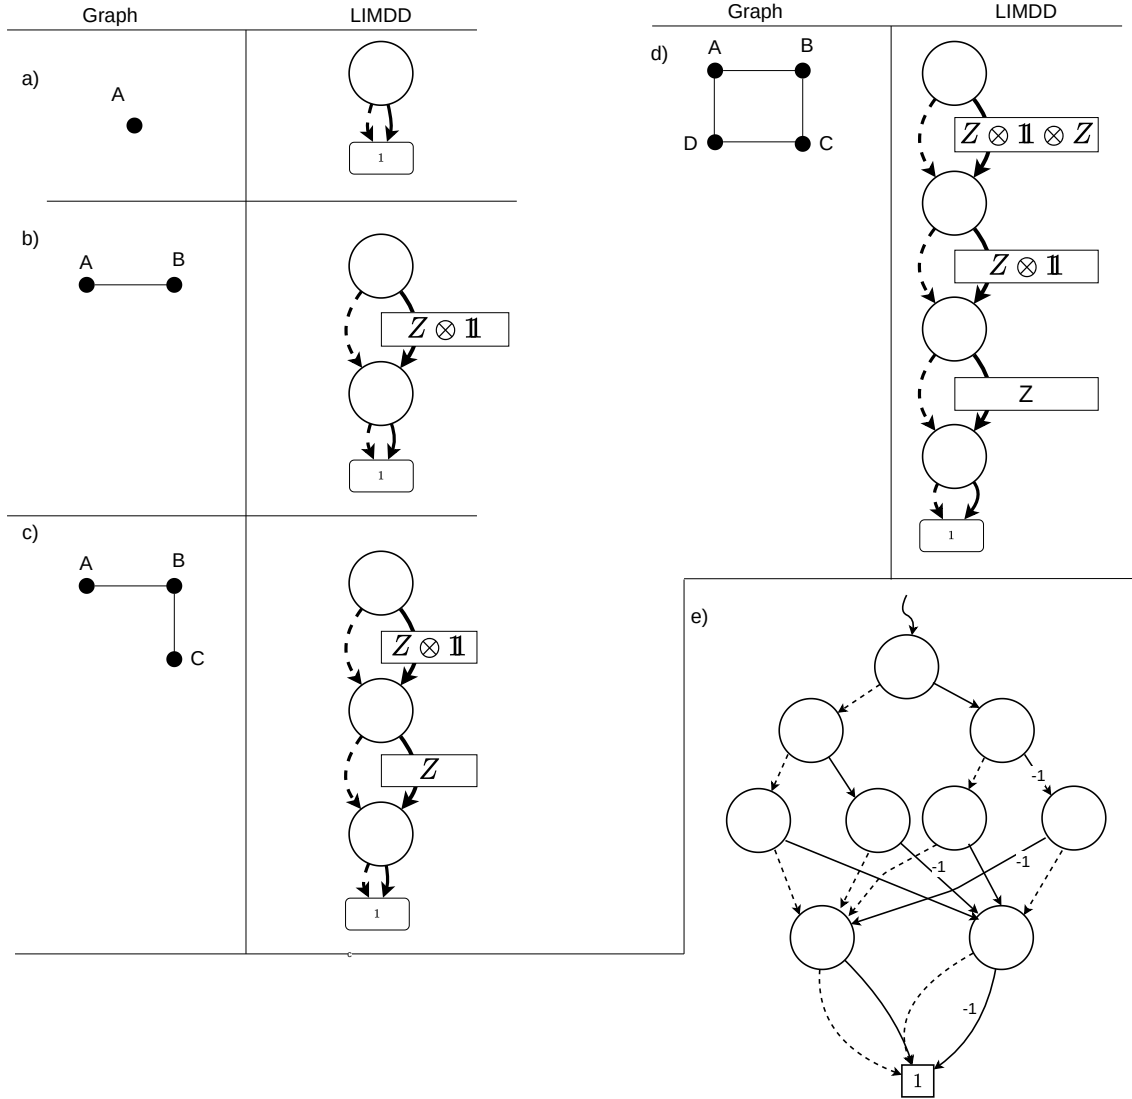 Graph LIMDD
a)
A
1
b)
A B
Z ⊗ 𝟙
1
c)
A B
C
Z ⊗ 𝟙
Z
1
c
Graph LIMDD
d)
A B
D C
Z ⊗ 𝟙 ⊗ Z
Z ⊗ 𝟙
Z
1
e)
-1
-1 -1
-1
1